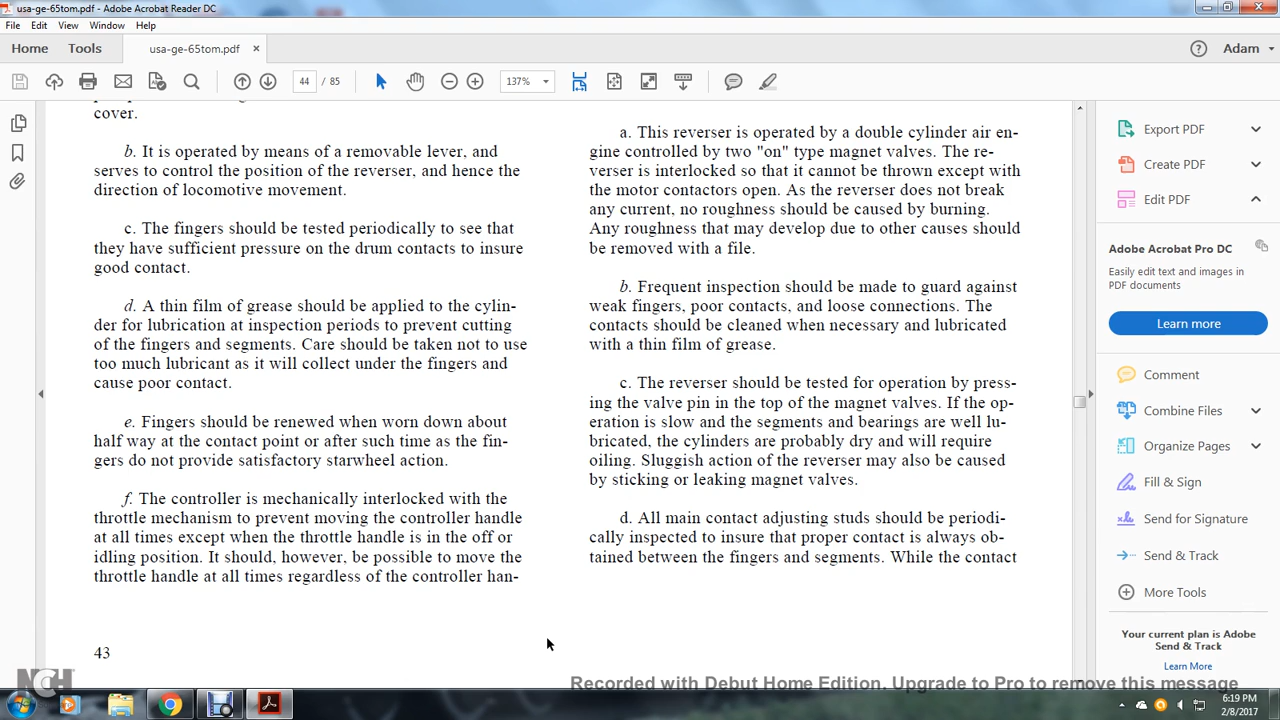 usa-ge-65tom.pdf - Adobe Acrobat Reader DC
File Edit View Window Help
Home Tools usa-ge-65tom.pdf × Adam
44 / 85 137%
cover.
b. It is operated by means of a removable lever, and
serves to control the position of the reverser, and hence the
direction of locomotive movement.
c. The fingers should be tested periodically to see that
they have sufficient pressure on the drum contacts to insure
good contact.
d. A thin film of grease should be applied to the cylin-
der for lubrication at inspection periods to prevent cutting
of the fingers and segments. Care should be taken not to use
too much lubricant as it will collect under the fingers and
cause poor contact.
e. Fingers should be renewed when worn down about
half way at the contact point or after such time as the fin-
gers do not provide satisfactory starwheel action.
f. The controller is mechanically interlocked with the
throttle mechanism to prevent moving the controller handle
at all times except when the throttle handle is in the off or
idling position. It should, however, be possible to move the
throttle handle at all times regardless of the controller han-
43
a. This reverser is operated by a double cylinder air en-
gine controlled by two "on" type magnet valves. The re-
verser is interlocked so that it cannot be thrown except with
the motor contactors open. As the reverser does not break
any current, no roughness should be caused by burning.
Any roughness that may develop due to other causes should
be removed with a file.
b. Frequent inspection should be made to guard against
weak fingers, poor contacts, and loose connections. The
contacts should be cleaned when necessary and lubricated
with a thin film of grease.
c. The reverser should be tested for operation by press-
ing the valve pin in the top of the magnet valves. If the op-
eration is slow and the segments and bearings are well lu-
bricated, the cylinders are probably dry and will require
oiling. Sluggish action of the reverser may also be caused
by sticking or leaking magnet valves.
d. All main contact adjusting studs should be periodi-
cally inspected to insure that proper contact is always ob-
tained between the fingers and segments. While the contact
Export PDF
Create PDF
Edit PDF
Adobe Acrobat Pro DC
Easily edit text and images in
PDF documents
Learn more
Comment
Combine Files
Organize Pages
Fill & Sign
Send for Signature
Send & Track
More Tools
Your current plan is Adobe
Send & Track
Learn More
NCH
Recorded with Debut Home Edition. Upgrade to Pro to remove this message
6:19 PM
2/8/2017